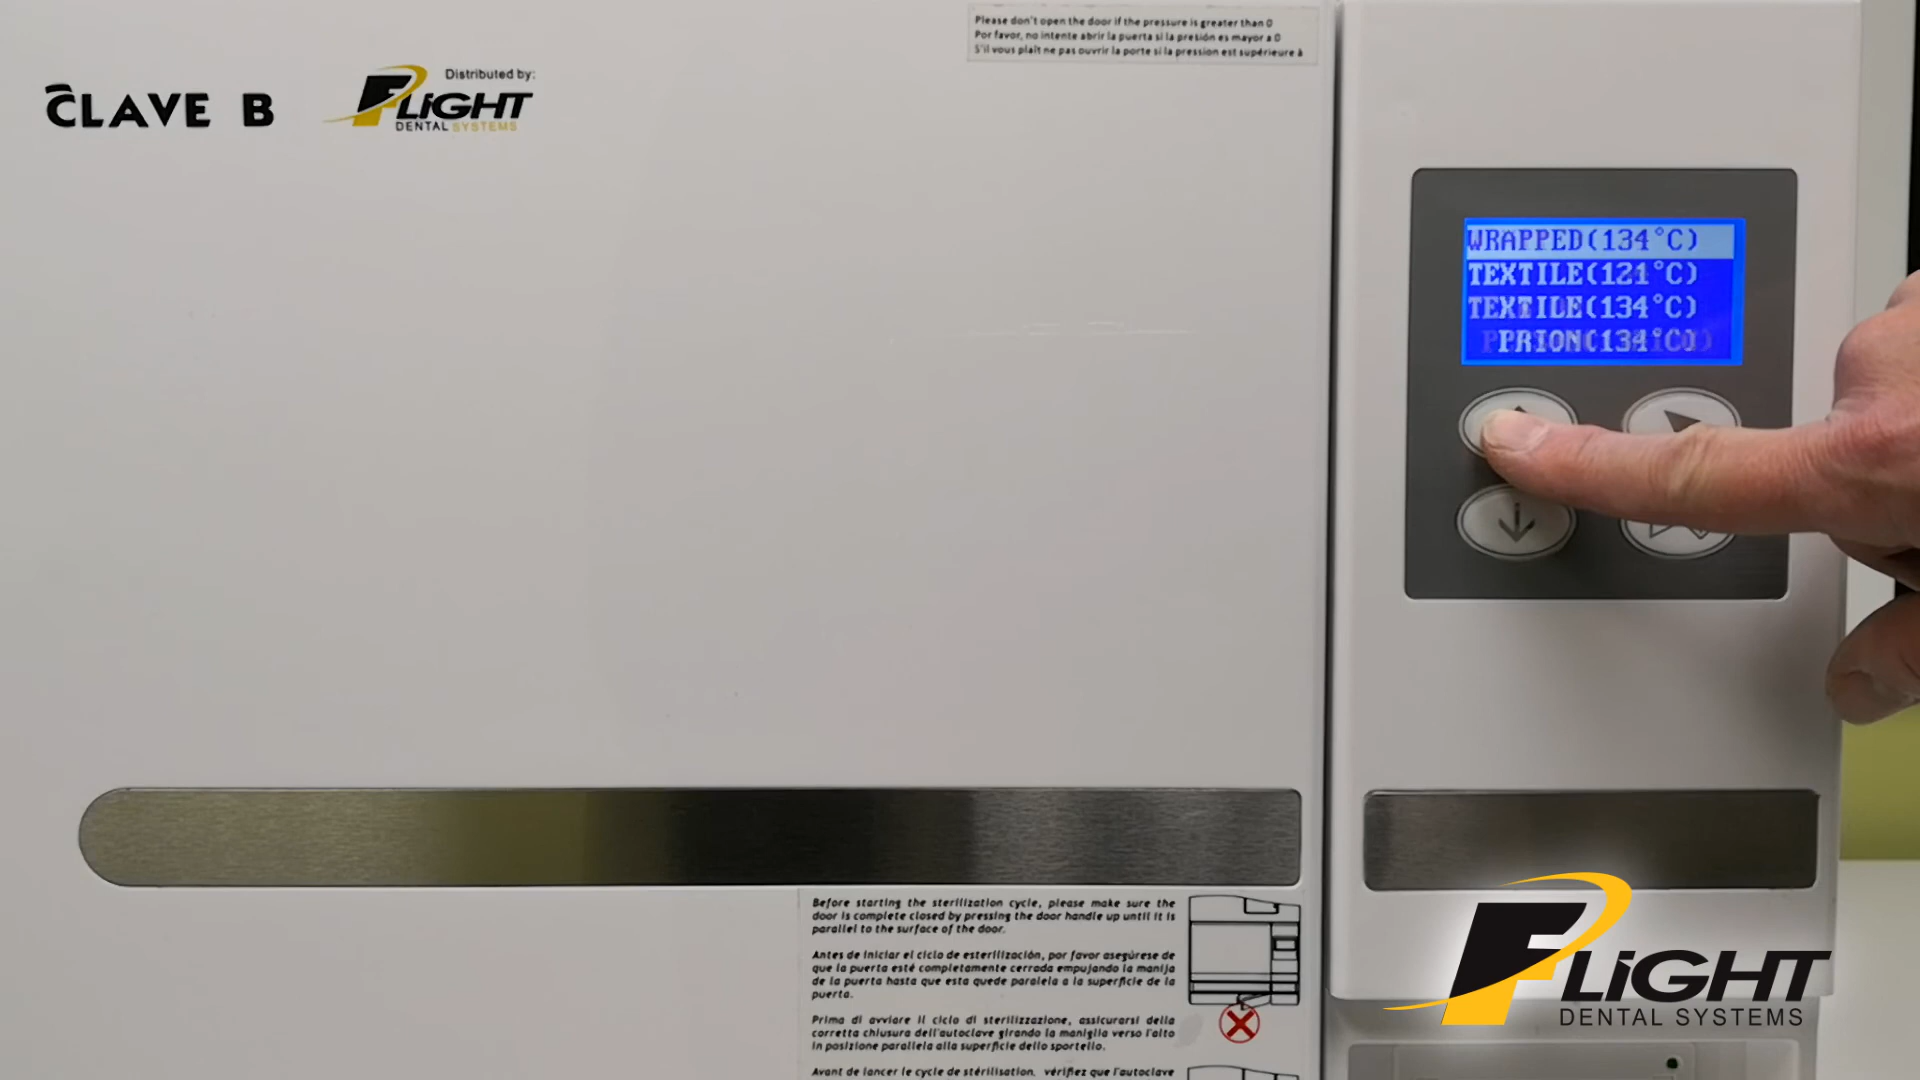 Please don't open the door if the pressure is greater than 0
Por favor, no intente abrir la puerta si la presión es mayor a 0
S'il vous plaît ne pas ouvrir la porte si la pression est supérieure à
CLAVE B
Distributed by:
FLiGHT
DENTAL SYSTEMS
WRAPPED(134°C)
TEXTILE(121°C)
TEXTILE(134°C)
PRION(134°C)
Before starting the sterilization cycle, please make sure the
door is complete closed by pressing the door handle up until it is
parallel to the surface of the door.
Antes de iniciar el ciclo de esterilización, por favor asegúrese de
que la puerta esté completamente cerrada empujando la manija
de la puerta hasta que esta quede paralela a la superficie de la
puerta.
Prima di avviare il ciclo di sterilizzazione, assicurarsi della
corretta chiusura dell'autoclave girando la maniglia verso l'alto
in posizione parallela alla superficie dello sportello.
Avant de lancer le cycle de stérilisation, vérifiez que l'autoclave
FLiGHT
DENTAL SYSTEMS